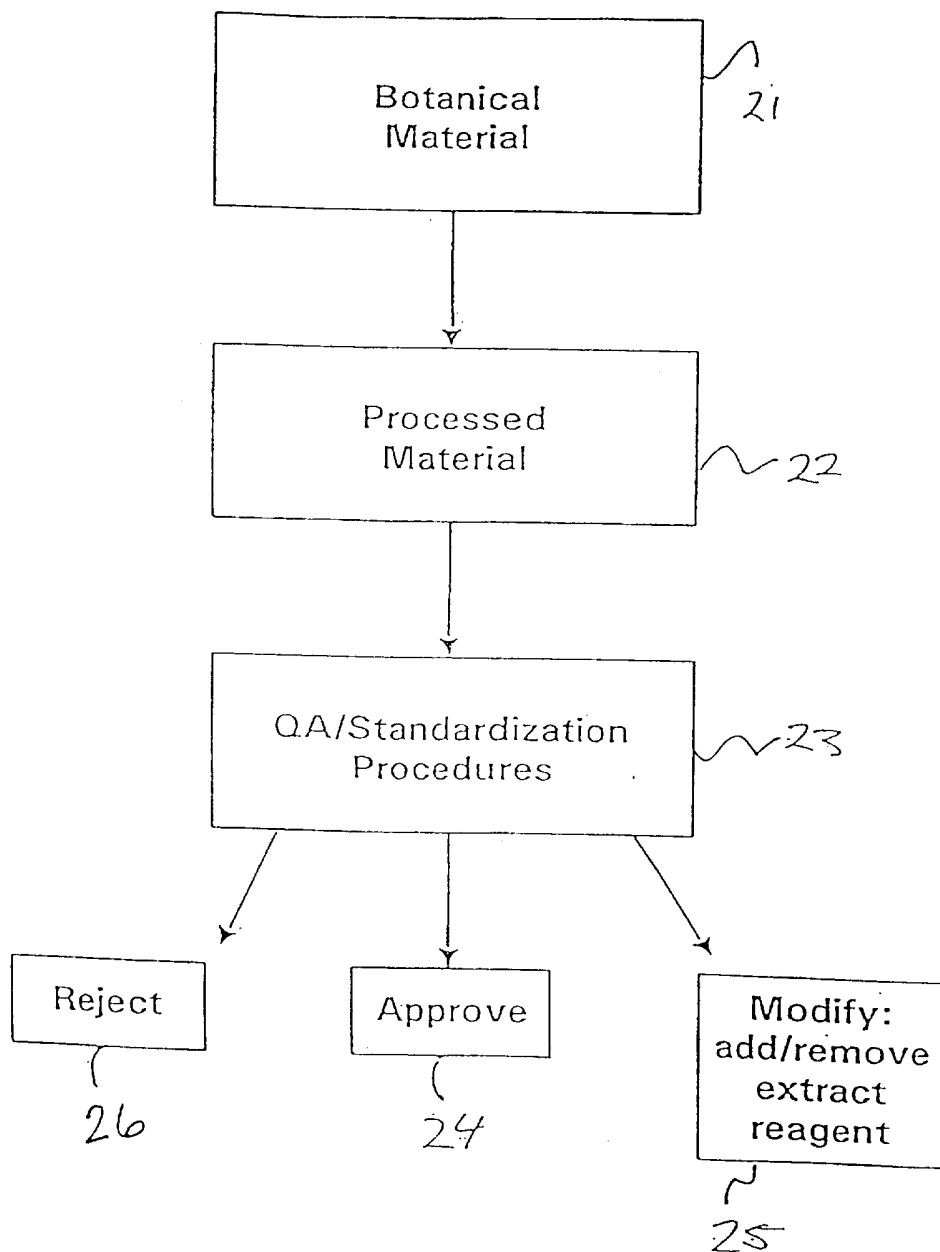 Botanical
Material
21
Processed
Material
22
QA/Standardization
Procedures
23
Reject
Approve
Modify:
add/remove
extract
reagent
26
24
25